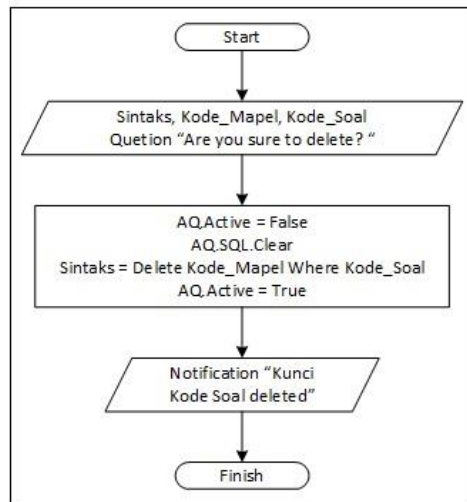 Start
Sintaks, Kode_Mapel, Kode_Soal
Quetion “Are you sure to delete? “
AQ.Active = False
AQ.SQL.Clear
Sintaks = Delete Kode_Mapel Where Kode_Soal
AQ.Active = True
Notification “Kunci
Kode Soal deleted”
Finish